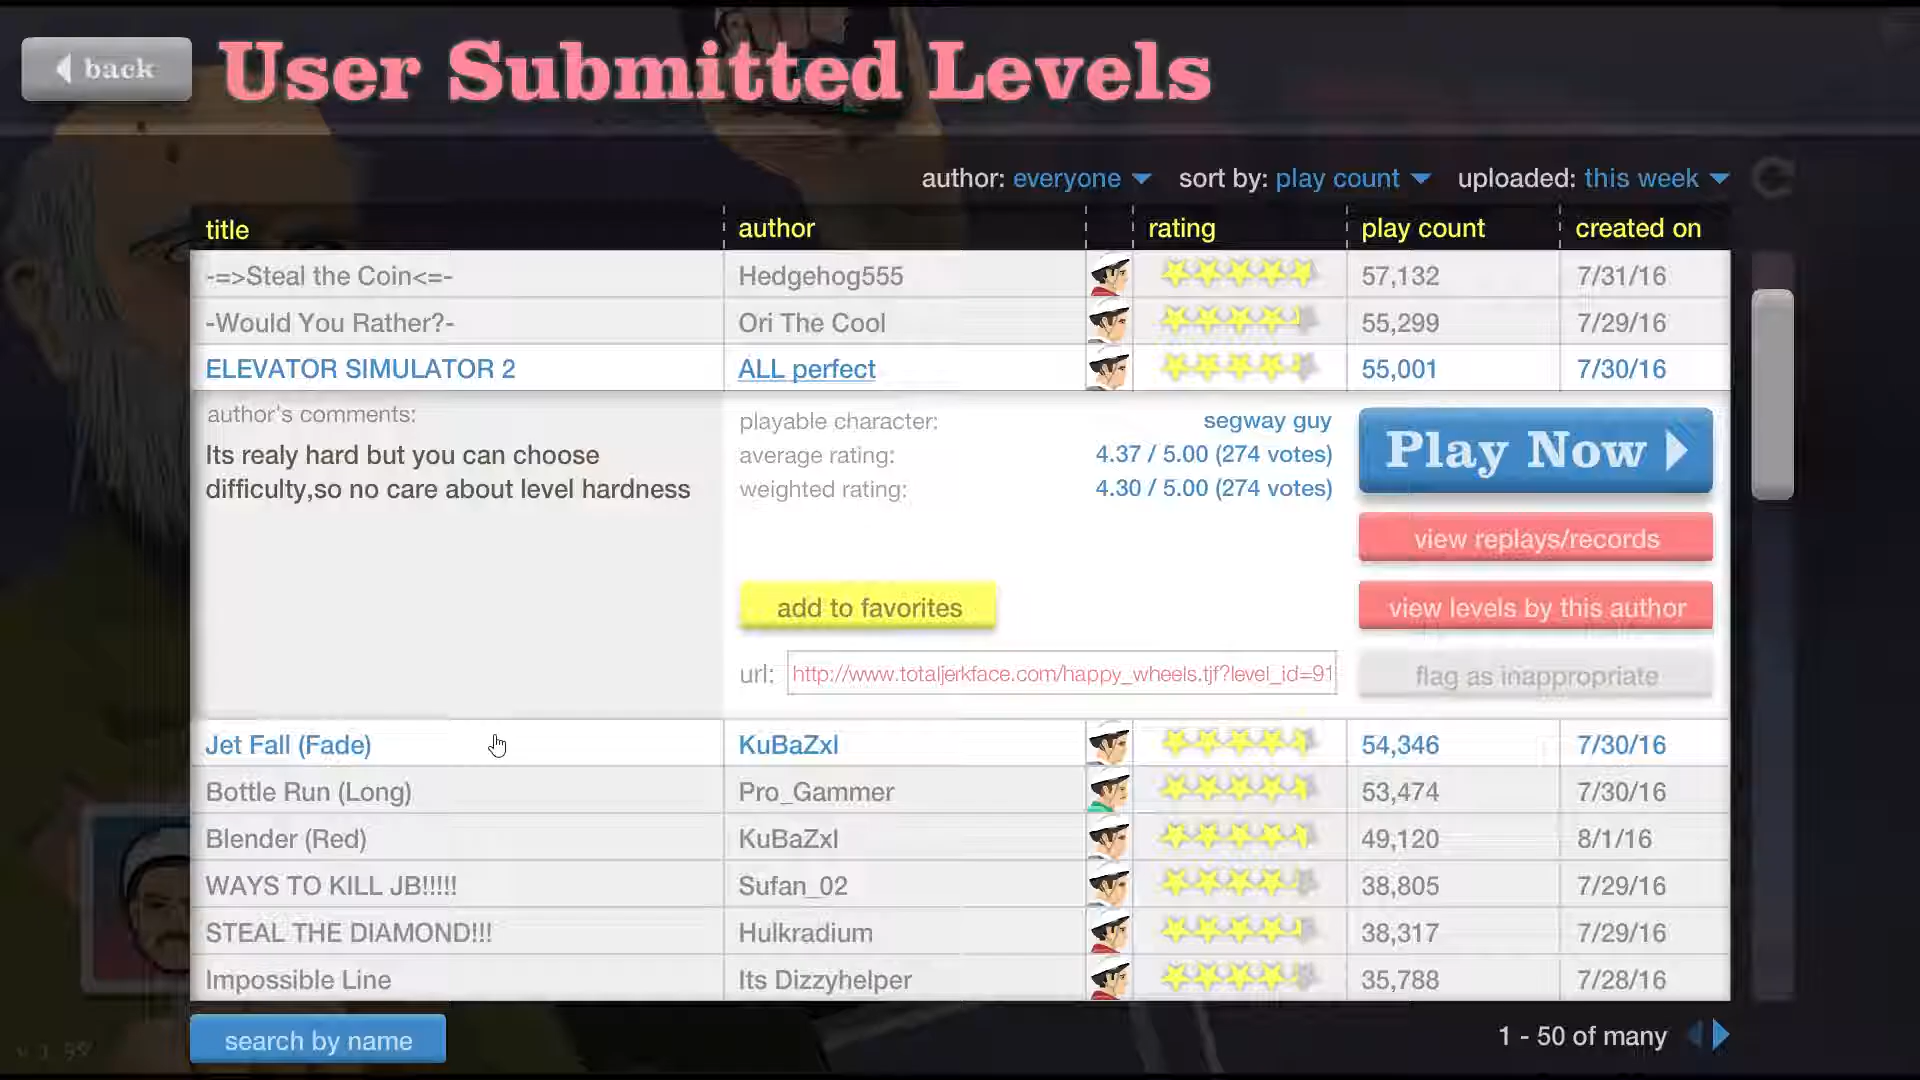 back
User Submitted Levels
author: everyone sort by: play count uploaded: this week
title author rating play count created on
-=>Steal the Coin<=- Hedgehog555 57,132 7/31/16
-Would You Rather?- Ori The Cool 55,299 7/29/16
ELEVATOR SIMULATOR 2 ALL perfect 55,001 7/30/16
author's comments:
Its realy hard but you can choose
difficulty,so no care about level hardness
playable character: segway guy
average rating: 4.37 / 5.00 (274 votes)
weighted rating: 4.30 / 5.00 (274 votes)
add to favorites
url: http://www.totaljerkface.com/happy_wheels.tjf?level_id=91
Play Now
view replays/records
view levels by this author
flag as inappropriate
Jet Fall (Fade) KuBaZxl 54,346 7/30/16
Bottle Run (Long) Pro_Gammer 53,474 7/30/16
Blender (Red) KuBaZxl 49,120 8/1/16
WAYS TO KILL JB!!!!! Sufan_02 38,805 7/29/16
STEAL THE DIAMOND!!! Hulkradium 38,317 7/29/16
Impossible Line Its Dizzyhelper 35,788 7/28/16
search by name
1 - 50 of many